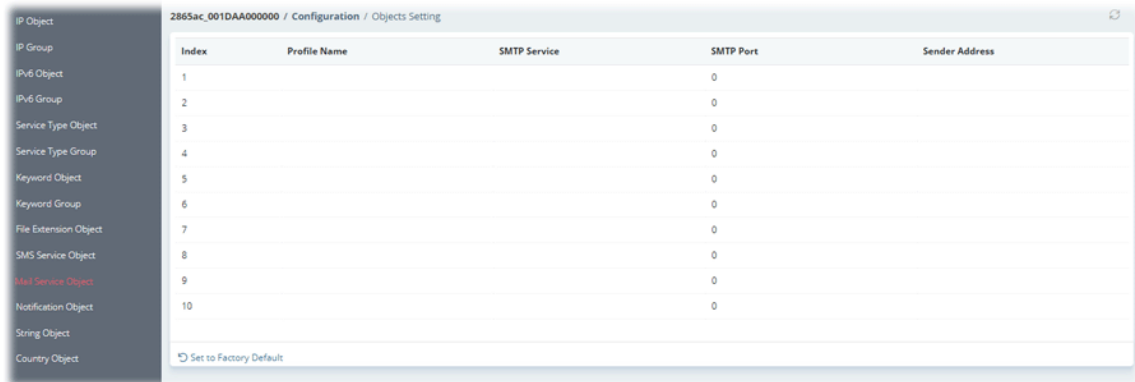 IP Object
IP Group
IPv6 Object
IPv6 Group
Service Type Object
Service Type Group
Keyword Object
Keyword Group
File Extension Object
SMS Service Object
Mail Service Object
Notification Object
String Object
Country Object
2865ac_001DAA000000 / Configuration / Objects Setting
Index Profile Name SMTP Service SMTP Port Sender Address
1 0
2 0
3 0
4 0
5 0
6 0
7 0
8 0
9 0
10 0
Set to Factory Default